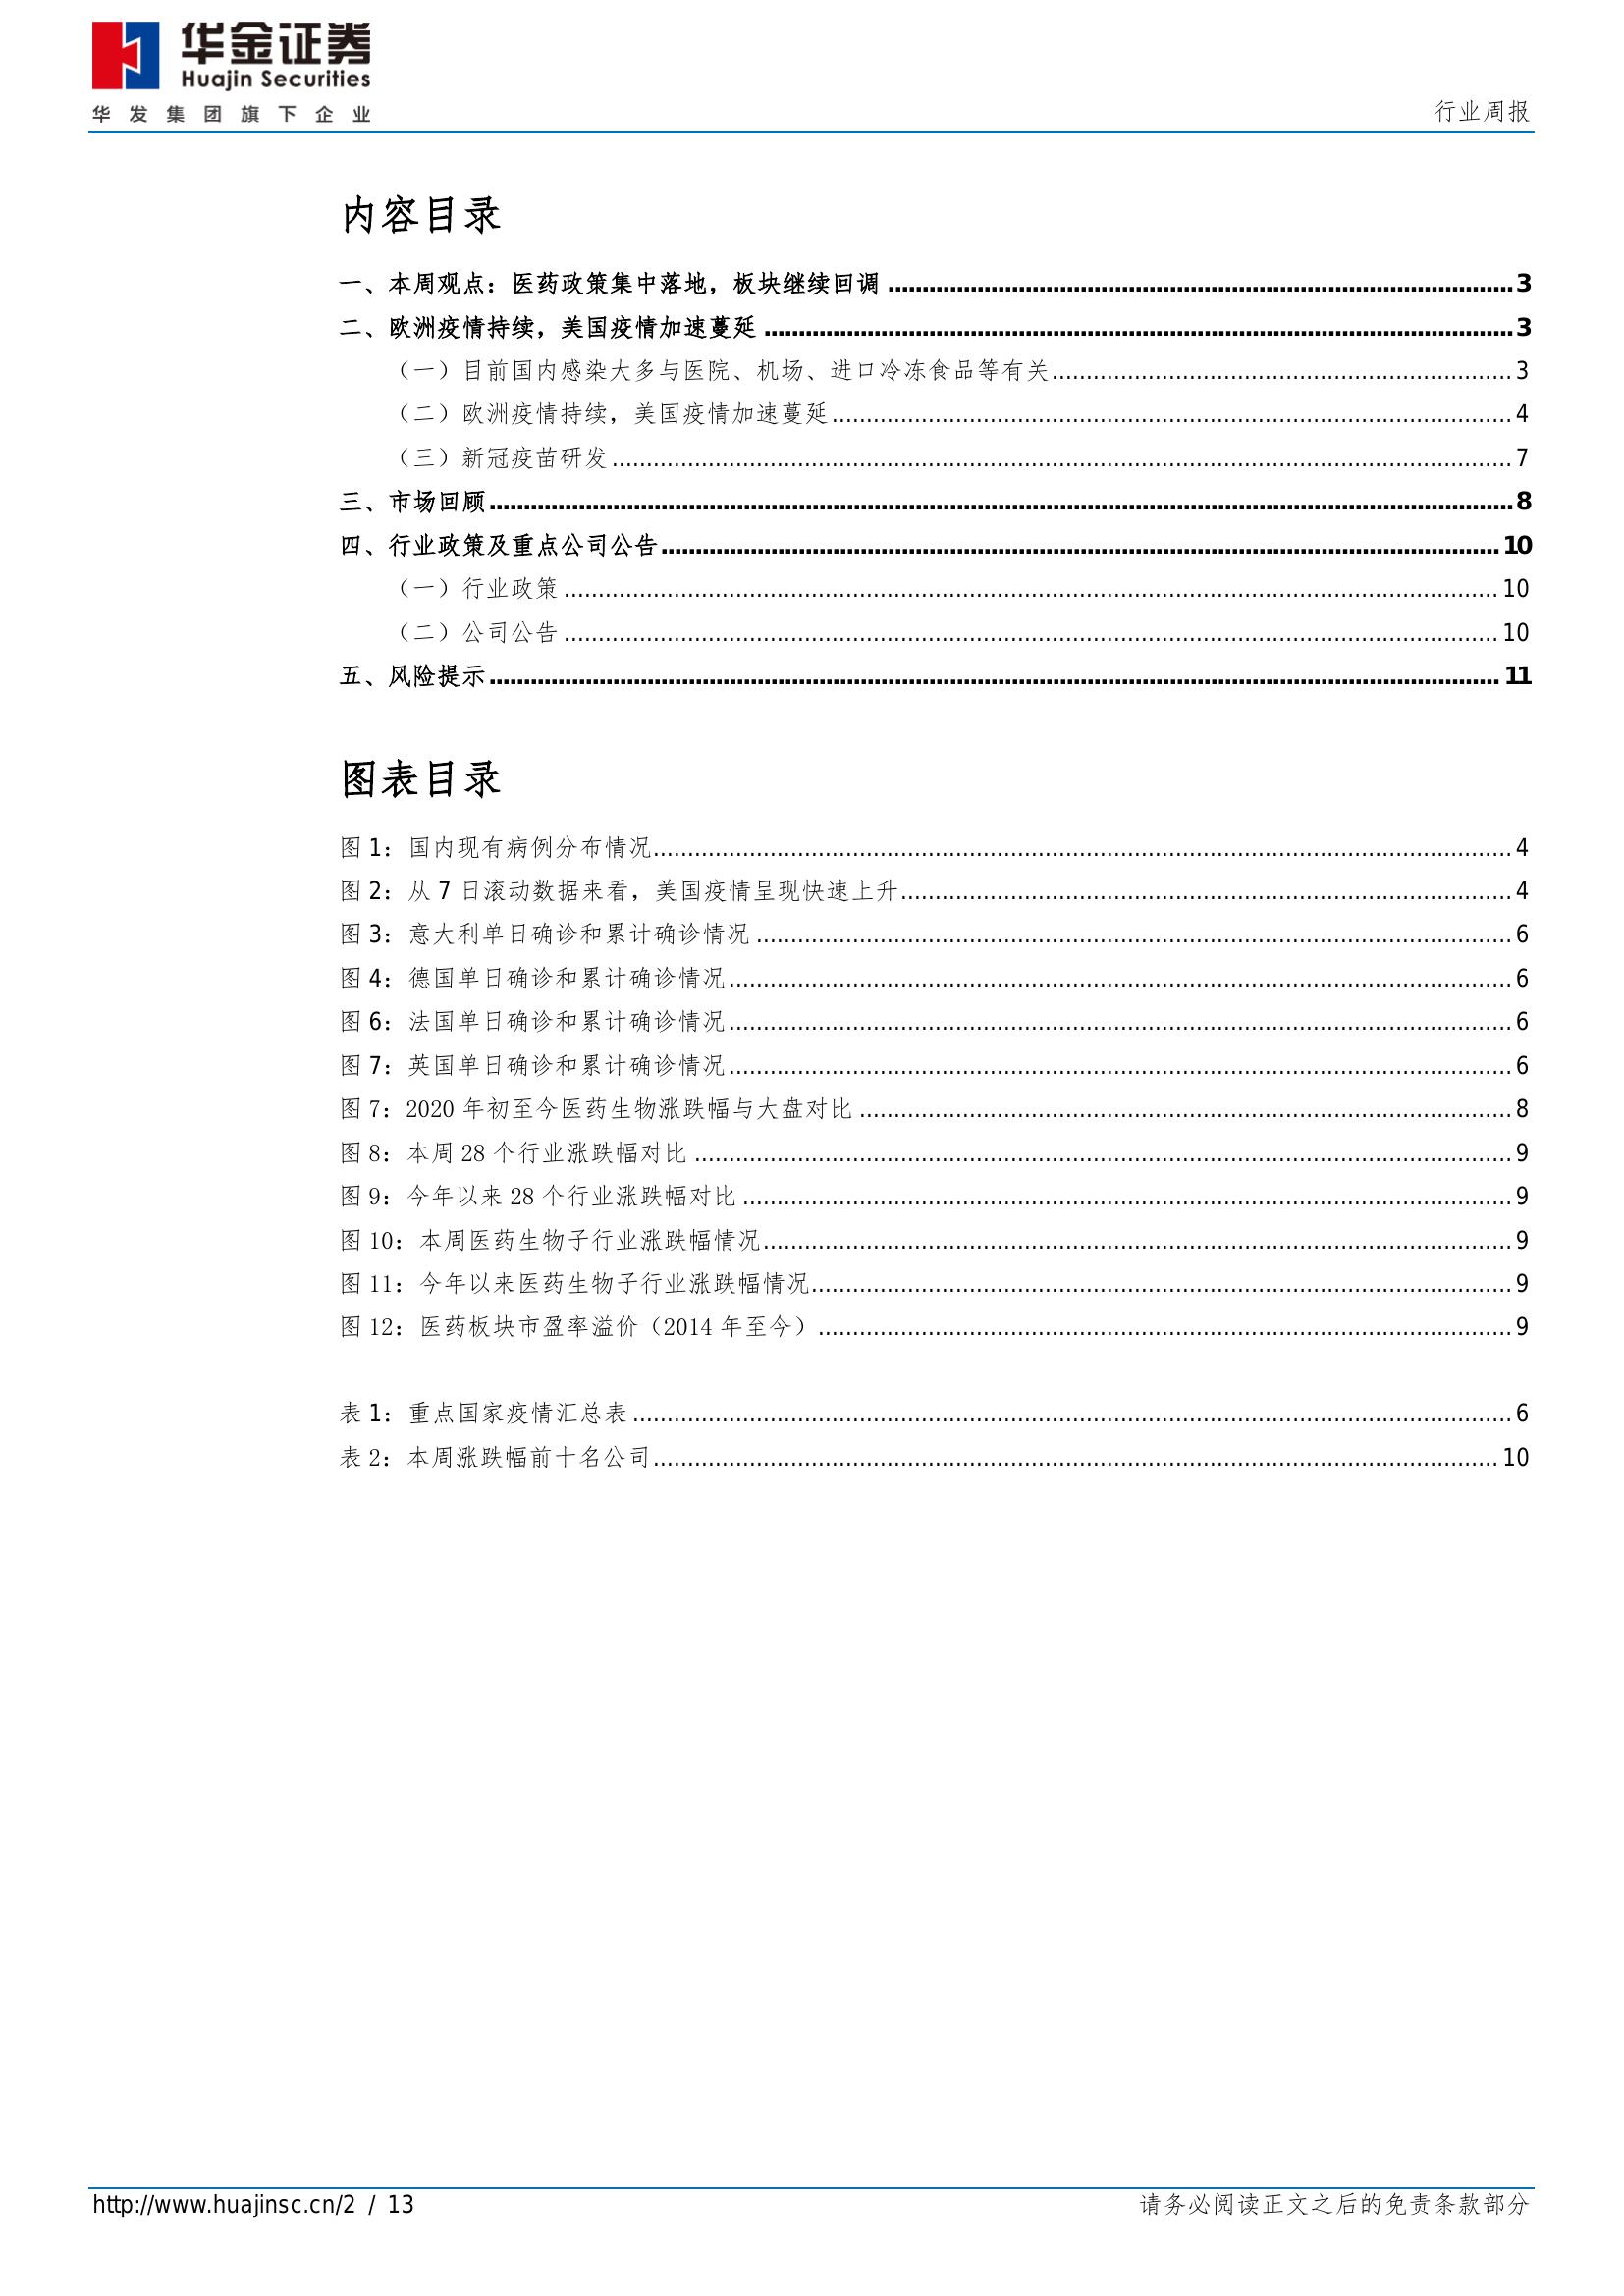 华金证券
Huajin Securities
华发集团旗下企业
行业周报
内容目录
一、本周观点：医药政策集中落地，板块继续回调 ........ 3
二、欧洲疫情持续，美国疫情加速蔓延 ........ 3
（一）目前国内感染大多与医院、机场、进口冷冻食品等有关 ........ 3
（二）欧洲疫情持续，美国疫情加速蔓延 ........ 4
（三）新冠疫苗研发 ........ 7
三、市场回顾 ........ 8
四、行业政策及重点公司公告 ........ 10
（一）行业政策 ........ 10
（二）公司公告 ........ 10
五、风险提示 ........ 11
图表目录
图 1：国内现有病例分布情况 ........ 4
图 2：从 7 日滚动数据来看，美国疫情呈现快速上升 ........ 4
图 3：意大利单日确诊和累计确诊情况 ........ 6
图 4：德国单日确诊和累计确诊情况 ........ 6
图 6：法国单日确诊和累计确诊情况 ........ 6
图 7：英国单日确诊和累计确诊情况 ........ 6
图 7：2020 年初至今医药生物涨跌幅与大盘对比 ........ 8
图 8：本周 28 个行业涨跌幅对比 ........ 9
图 9：今年以来 28 个行业涨跌幅对比 ........ 9
图 10：本周医药生物子行业涨跌幅情况 ........ 9
图 11：今年以来医药生物子行业涨跌幅情况 ........ 9
图 12：医药板块市盈率溢价（2014 年至今） ........ 9
表 1：重点国家疫情汇总表 ........ 6
表 2：本周涨跌幅前十名公司 ........ 10
http://www.huajinsc.cn/2 / 13
请务必阅读正文之后的免责条款部分